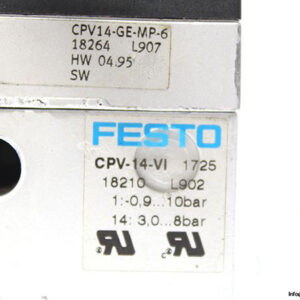 CPV14-GE-MP-6
18264 L907
HW 04.95
SW
FESTO
CPV-14-VI 1725
18210 L902
1:-0,9...10bar
14: 3,0...8bar